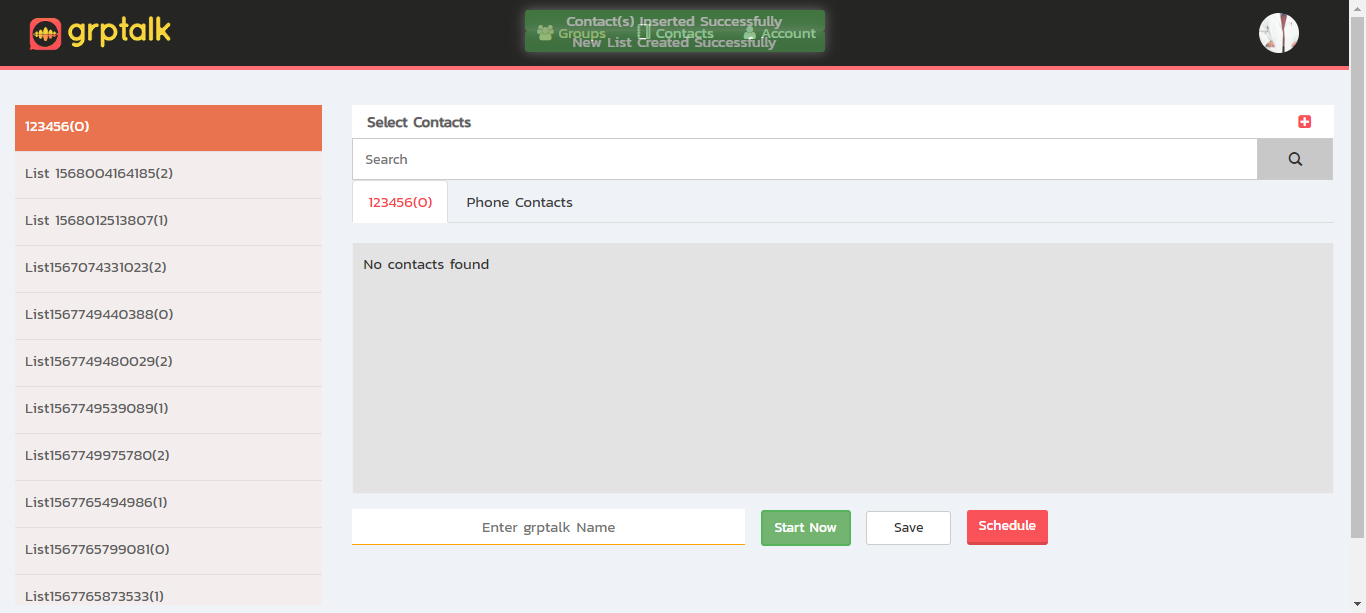 grptalk
Contact(s) Inserted Successfully
Groups Contacts Account
New List Created Successfully
123456(0)
List 1568004164185(2)
List 1568012513807(1)
List1567074331023(2)
List1567749440388(0)
List1567749480029(2)
List1567749539089(1)
List1567749975780(2)
List1567765494986(1)
List1567765799081(0)
List1567765873533(1)
Select Contacts
Search
123456(0) Phone Contacts
No contacts found
Enter grptalk Name Start Now Save Schedule